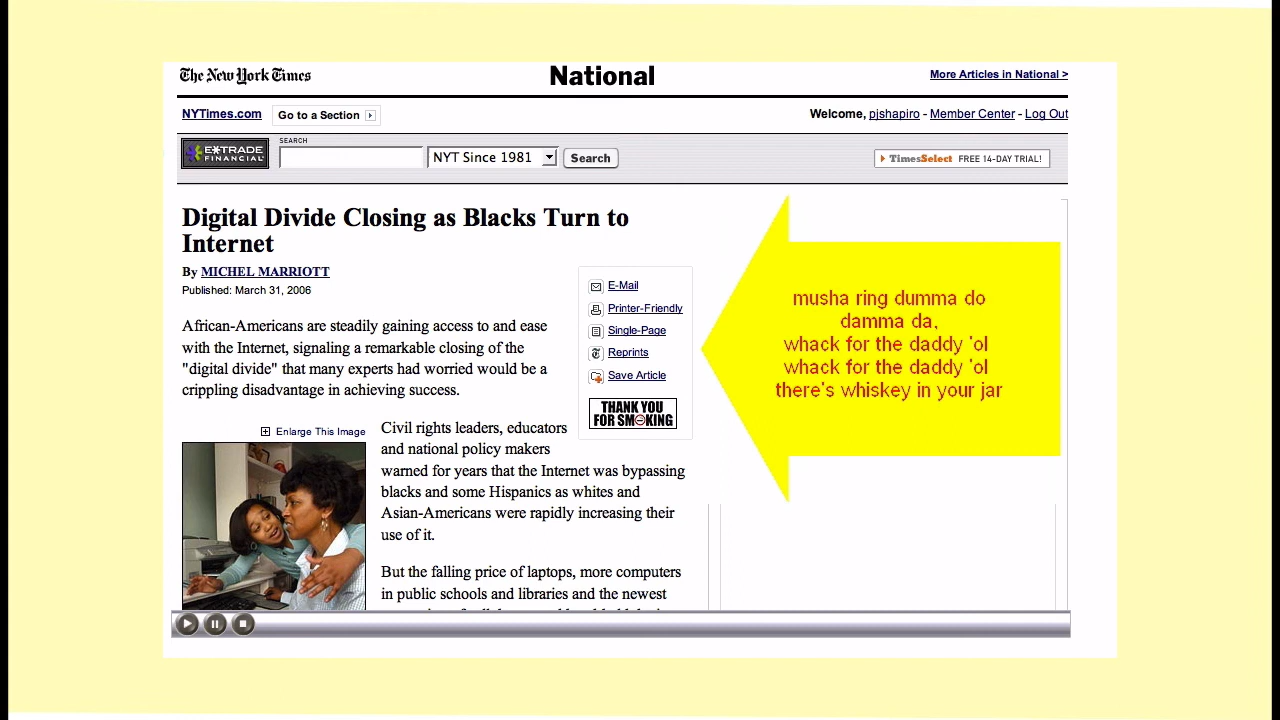 The New York Times
National
More Articles in National >
NYTimes.com
Go to a Section
Welcome, pjshapiro - Member Center - Log Out
E*TRADE
FINANCIAL
SEARCH
NYT Since 1981
Search
TimesSelect FREE 14-DAY TRIAL!
Digital Divide Closing as Blacks Turn to
Internet
By MICHEL MARRIOTT
Published: March 31, 2006
African-Americans are steadily gaining access to and ease
with the Internet, signaling a remarkable closing of the
"digital divide" that many experts had worried would be a
crippling disadvantage in achieving success.
E-Mail
Printer-Friendly
Single-Page
Reprints
Save Article
THANK YOU
FOR SMOKING
musha ring dumma do
damma da,
whack for the daddy 'ol
whack for the daddy 'ol
there's whiskey in your jar
Enlarge This Image
Civil rights leaders, educators
and national policy makers
warned for years that the Internet was bypassing
blacks and some Hispanics as whites and
Asian-Americans were rapidly increasing their
use of it.
But the falling price of laptops, more computers
in public schools and libraries and the newest